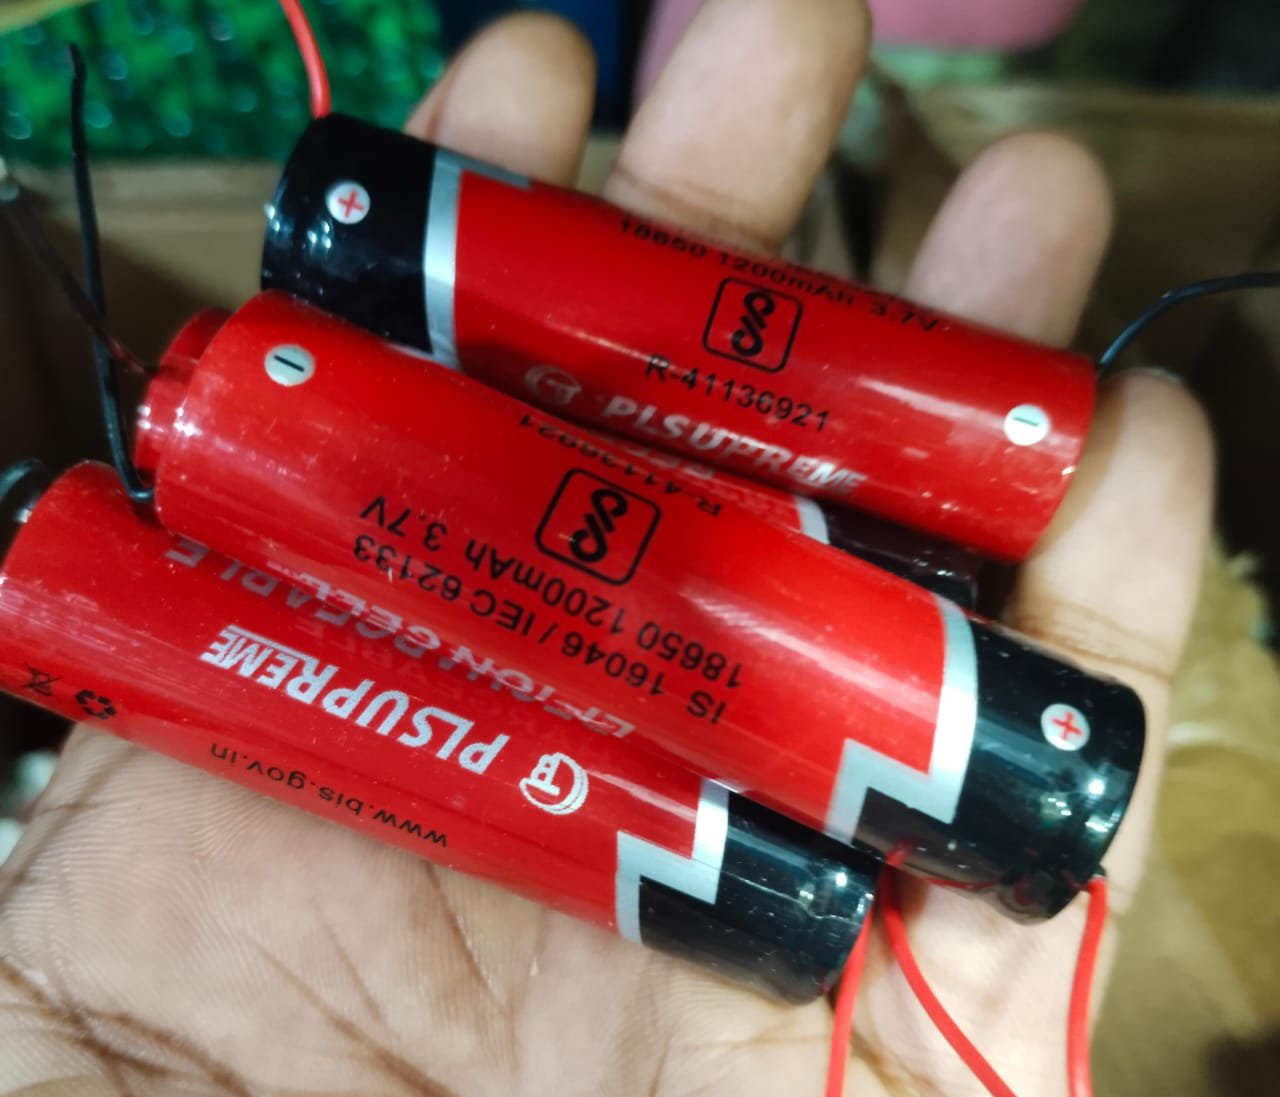 18650 1200mAh 3.7V
R-41136921
PLSUPREME
R-41136921
IS 16046 / IEC 62133
18650 1200mAh 3.7V
PLSUPREME
www.bis.gov.in